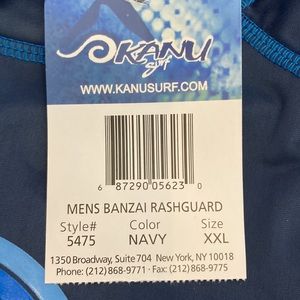 KANU
surf
WWW.KANUSURF.COM
6 87290 05623 0
MENS BANZAI RASHGUARD
Style# Color Size
5475 NAVY XXL
1350 Broadway, Suite 704 New York, NY 10018
Phone: (212) 868-9771 · Fax: (212) 868-9775